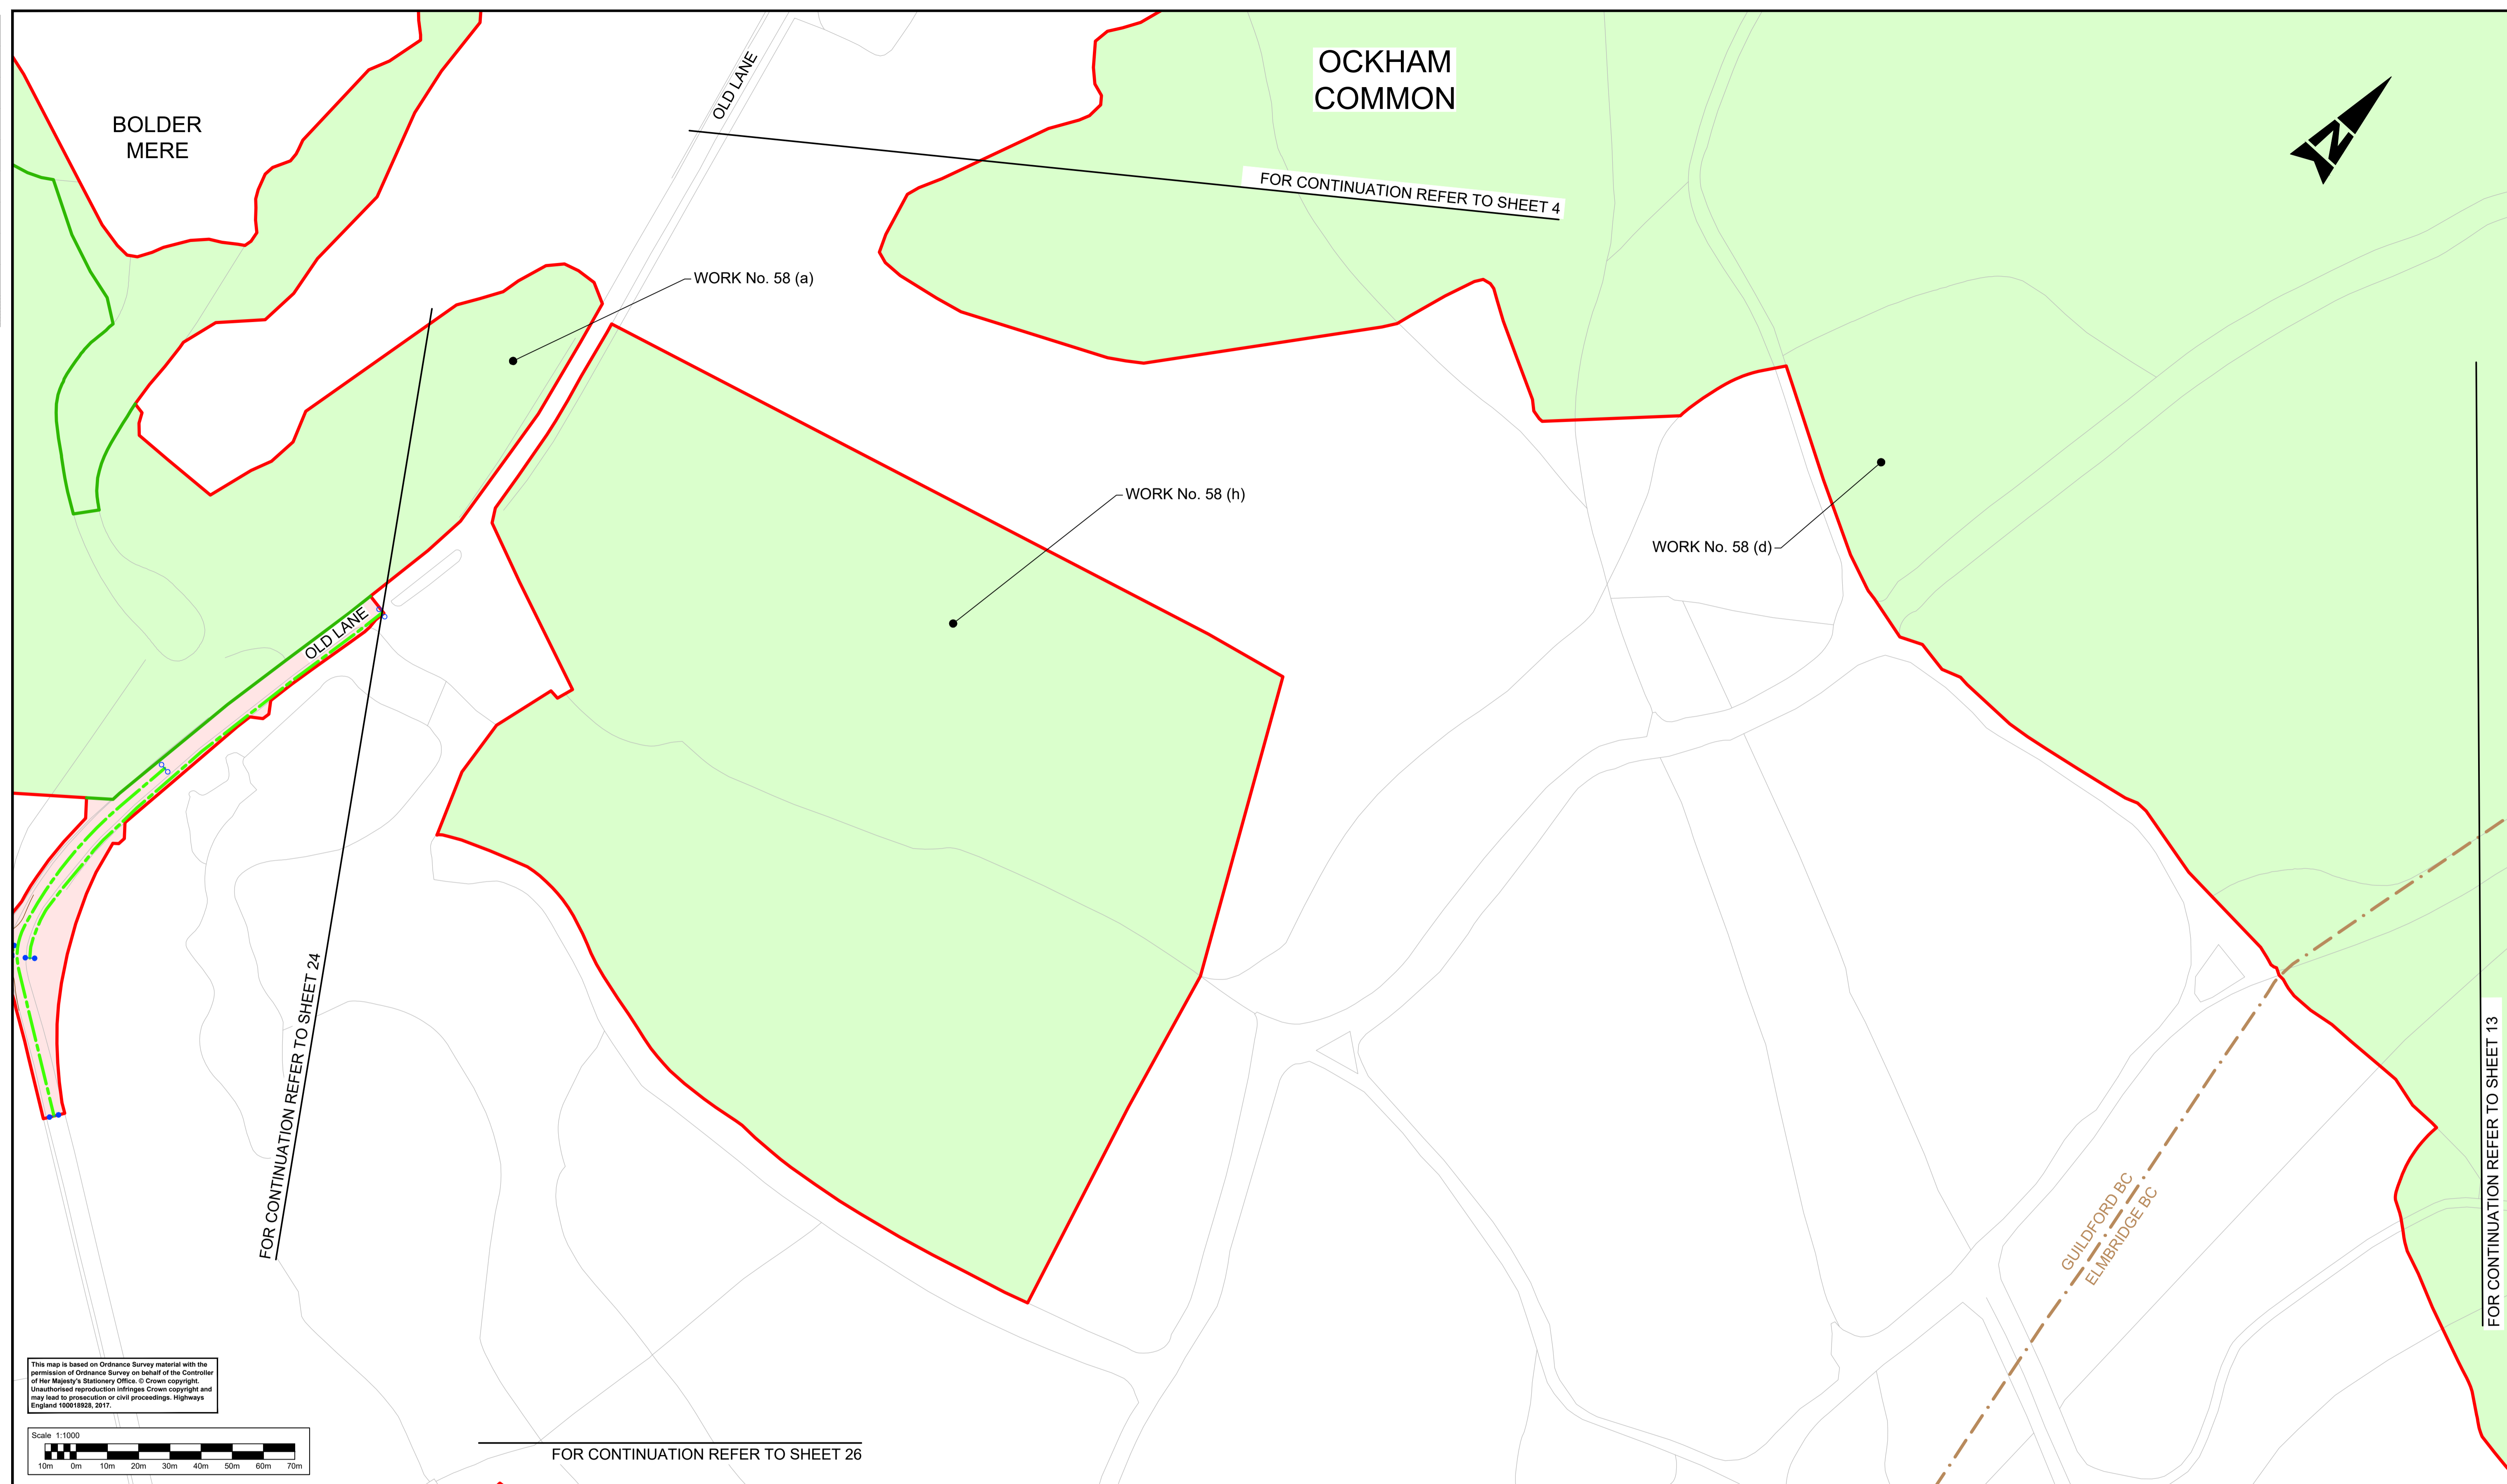 OLD LANE
OCKHAM
COMMON
BOLDER
MERE
N
FOR CONTINUATION REFER TO SHEET 4
WORK No. 58 (a)
WORK No. 58 (h)
WORK No. 58 (d)
OLD LANE
FOR CONTINUATION REFER TO SHEET 24
FOR CONTINUATION REFER TO SHEET 13
GUILDFORD BC
ELMBRIDGE BC
This map is based on Ordnance Survey material with the
permission of Ordnance Survey on behalf of the Controller
of Her Majesty's Stationery Office. © Crown copyright.
Unauthorised reproduction infringes Crown copyright and
may lead to prosecution or civil proceedings. Highways
England 100018928, 2017.
Scale 1:1000
10m 0m 10m 20m 30m 40m 50m 60m 70m
FOR CONTINUATION REFER TO SHEET 26